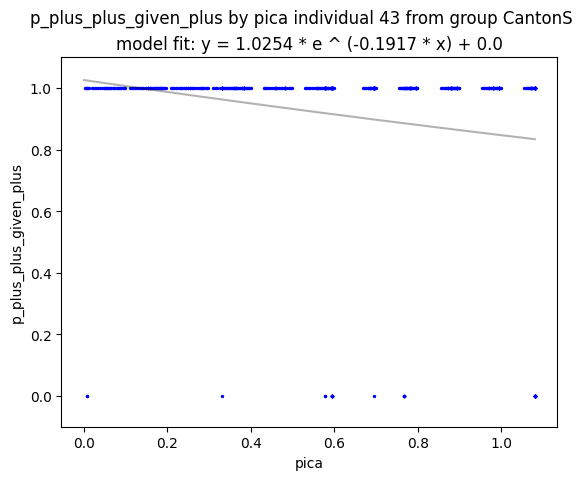 p_plus_plus_given_plus by pica individual 43 from group CantonS
model fit: y = 1.0254 * e ^ (-0.1917 * x) + 0.0
1.0
0.8
0.6
0.4
0.2
0.0
p_plus_plus_given_plus
0.0 0.2 0.4 0.6 0.8 1.0
pica